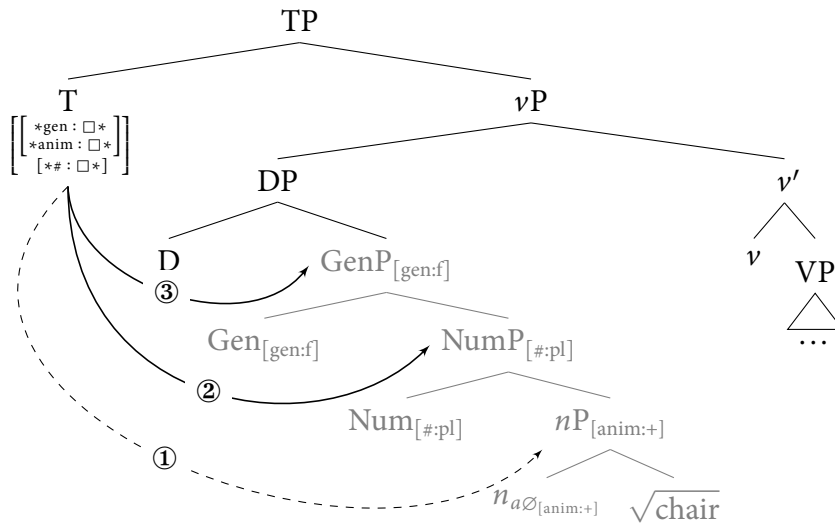 TP
T
vP
[*gen : □*]
[*anim : □*]
[*# : □*]
DP
v′
D
GenP[gen:f]
v
VP
③
Gen[gen:f]
NumP[#:pl]
...
②
Num[#:pl]
nP[anim:+]
①
n a∅[anim:+]
√chair